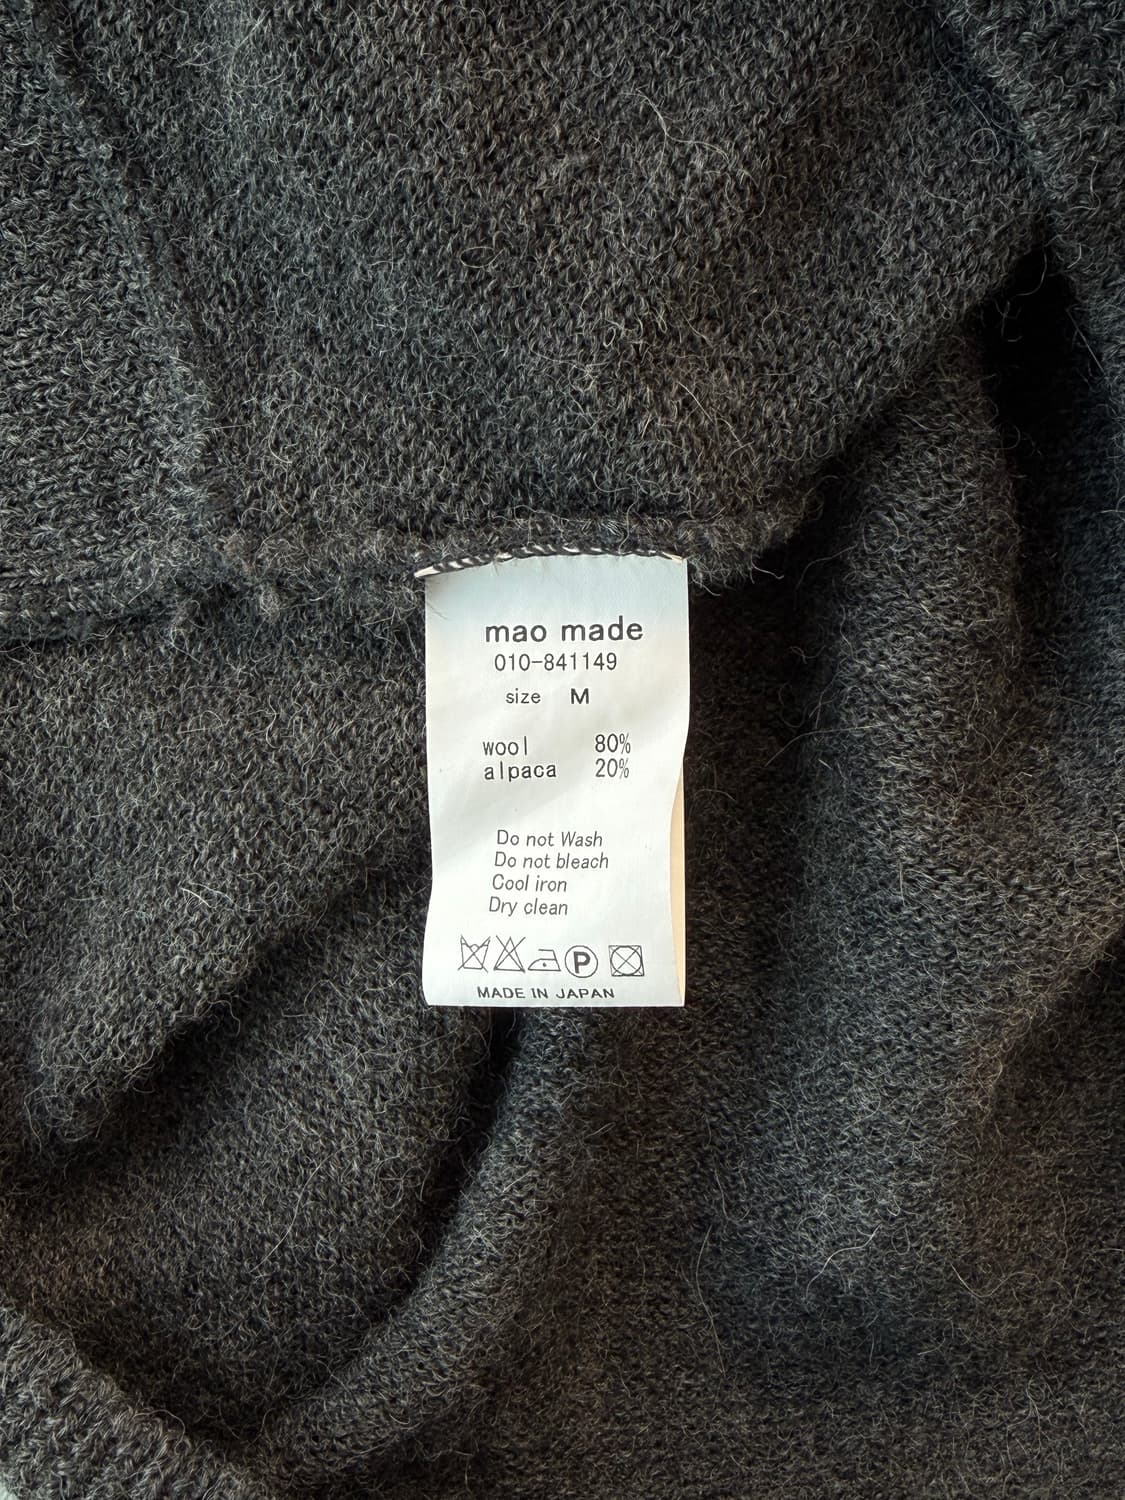 mao made
010-841149
size M
wool 80%
alpaca 20%
Do not Wash
Do not bleach
Cool iron
Dry clean
P
MADE IN JAPAN